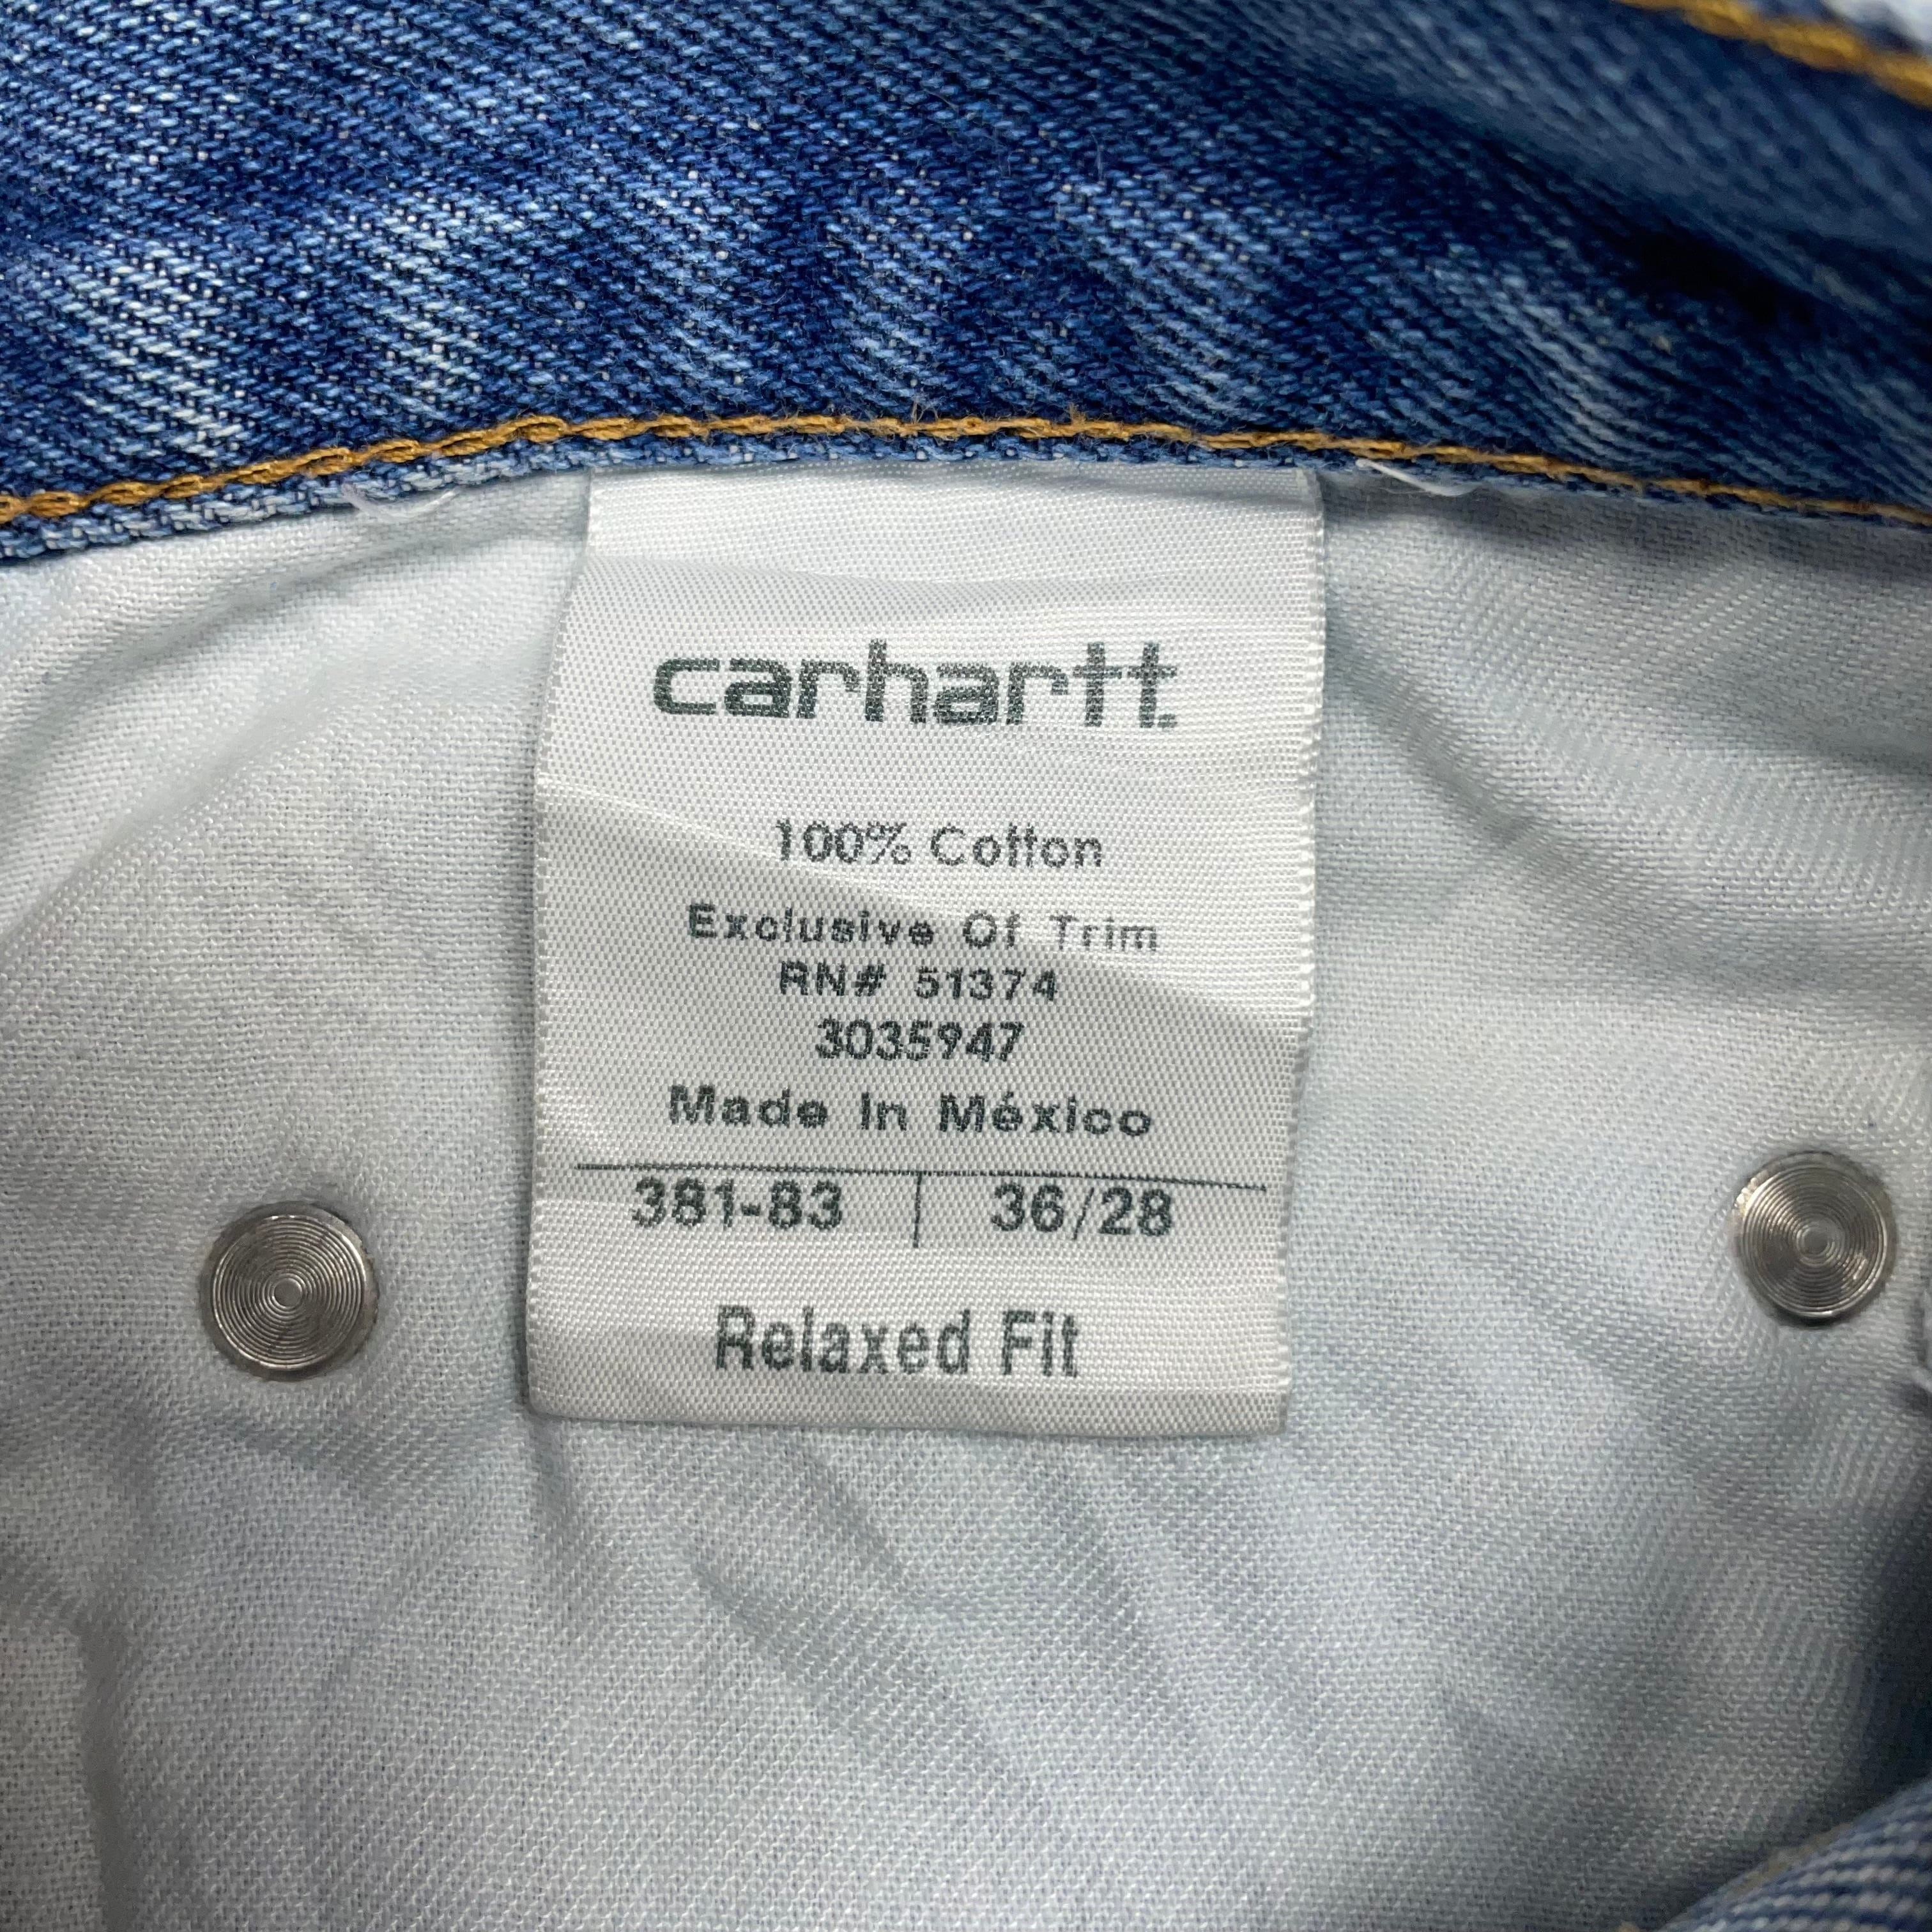 carhartt.
100% Cotton
Exclusive Of Trim
RN# 51374
3035947
Made In México
381-83 | 36/28
Relaxed Fit